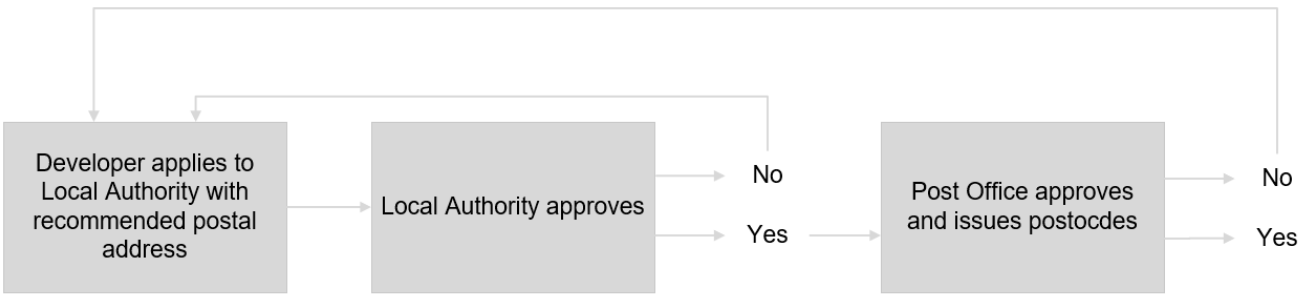 Developer applies to
Local Authority with
recommended postal
address
Local Authority approves
No
Yes
Post Office approves
and issues postocdes
No
Yes